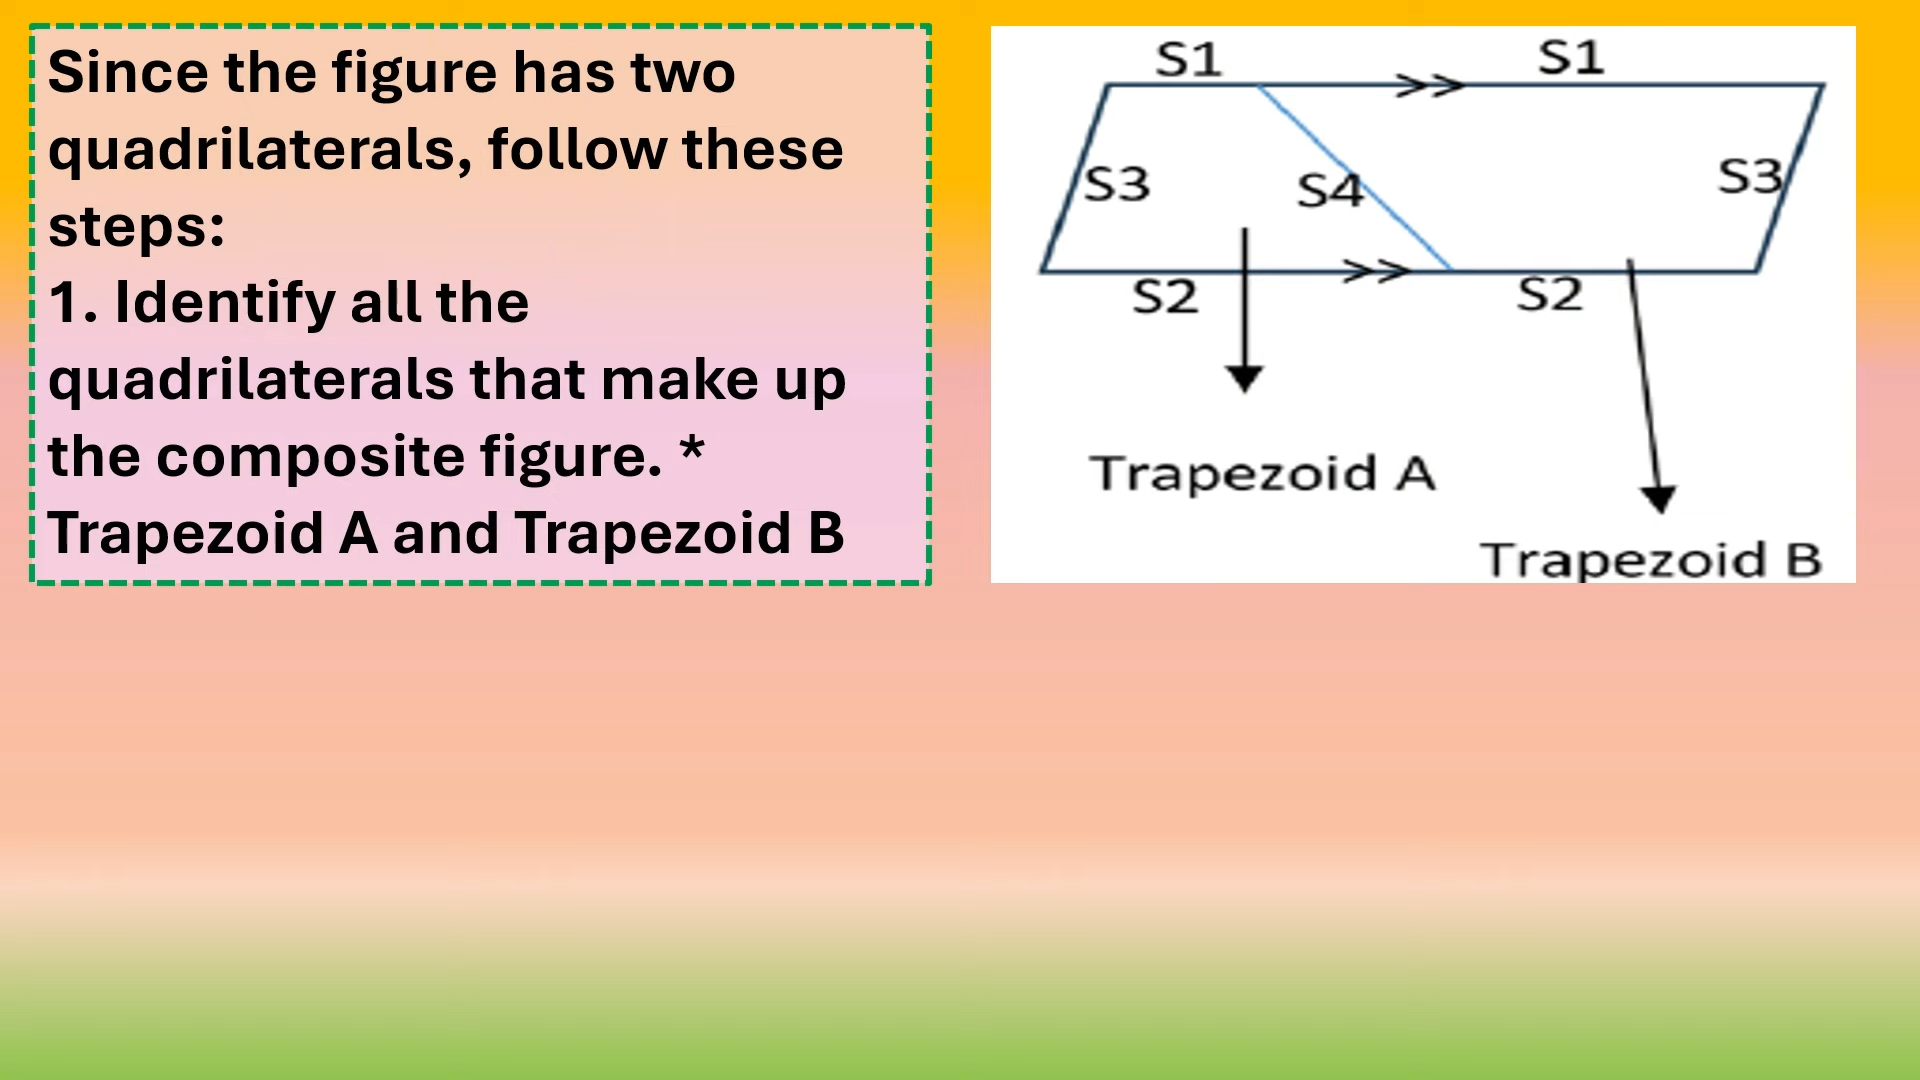 Since the figure has two
quadrilaterals, follow these
steps:
1. Identify all the
quadrilaterals that make up
the composite figure. *
Trapezoid A and Trapezoid B
S1 S1
S3 S4 S3
S2 S2
Trapezoid A
Trapezoid B